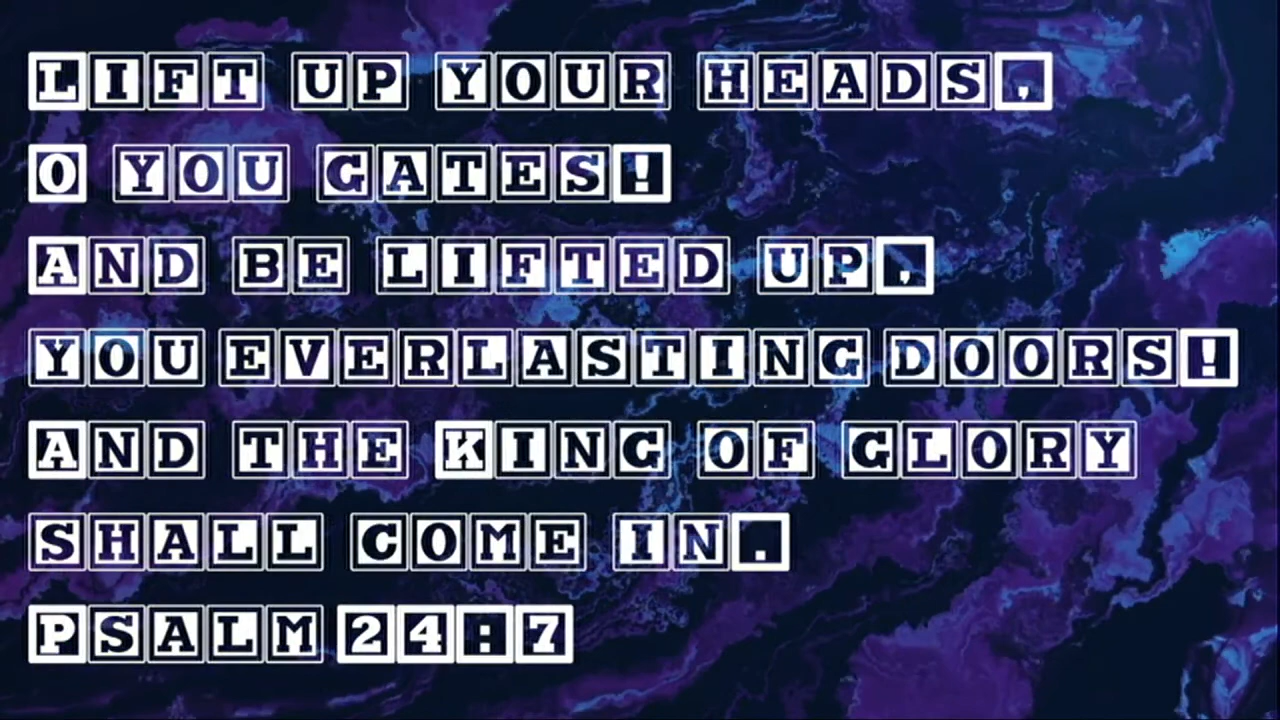 LIFT UP YOUR HEADS,
O YOU GATES!
AND BE LIFTED UP,
YOU EVERLASTING DOORS!
AND THE KING OF GLORY
SHALL COME IN.
PSALM 24:7